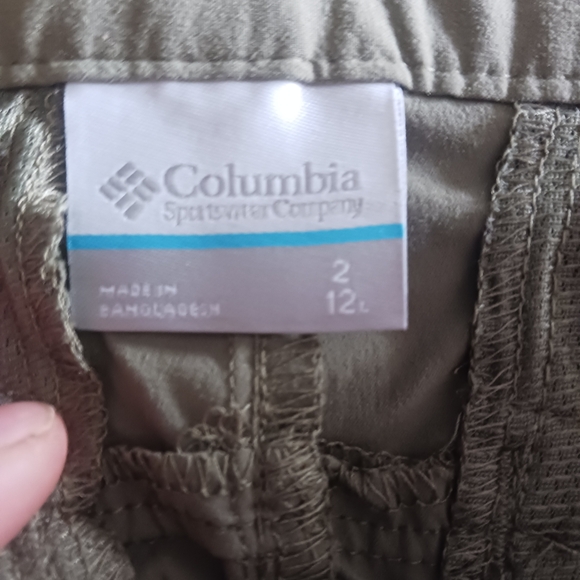 Columbia
Sportswear Company
2
MADE IN
12L
BANGLADESH